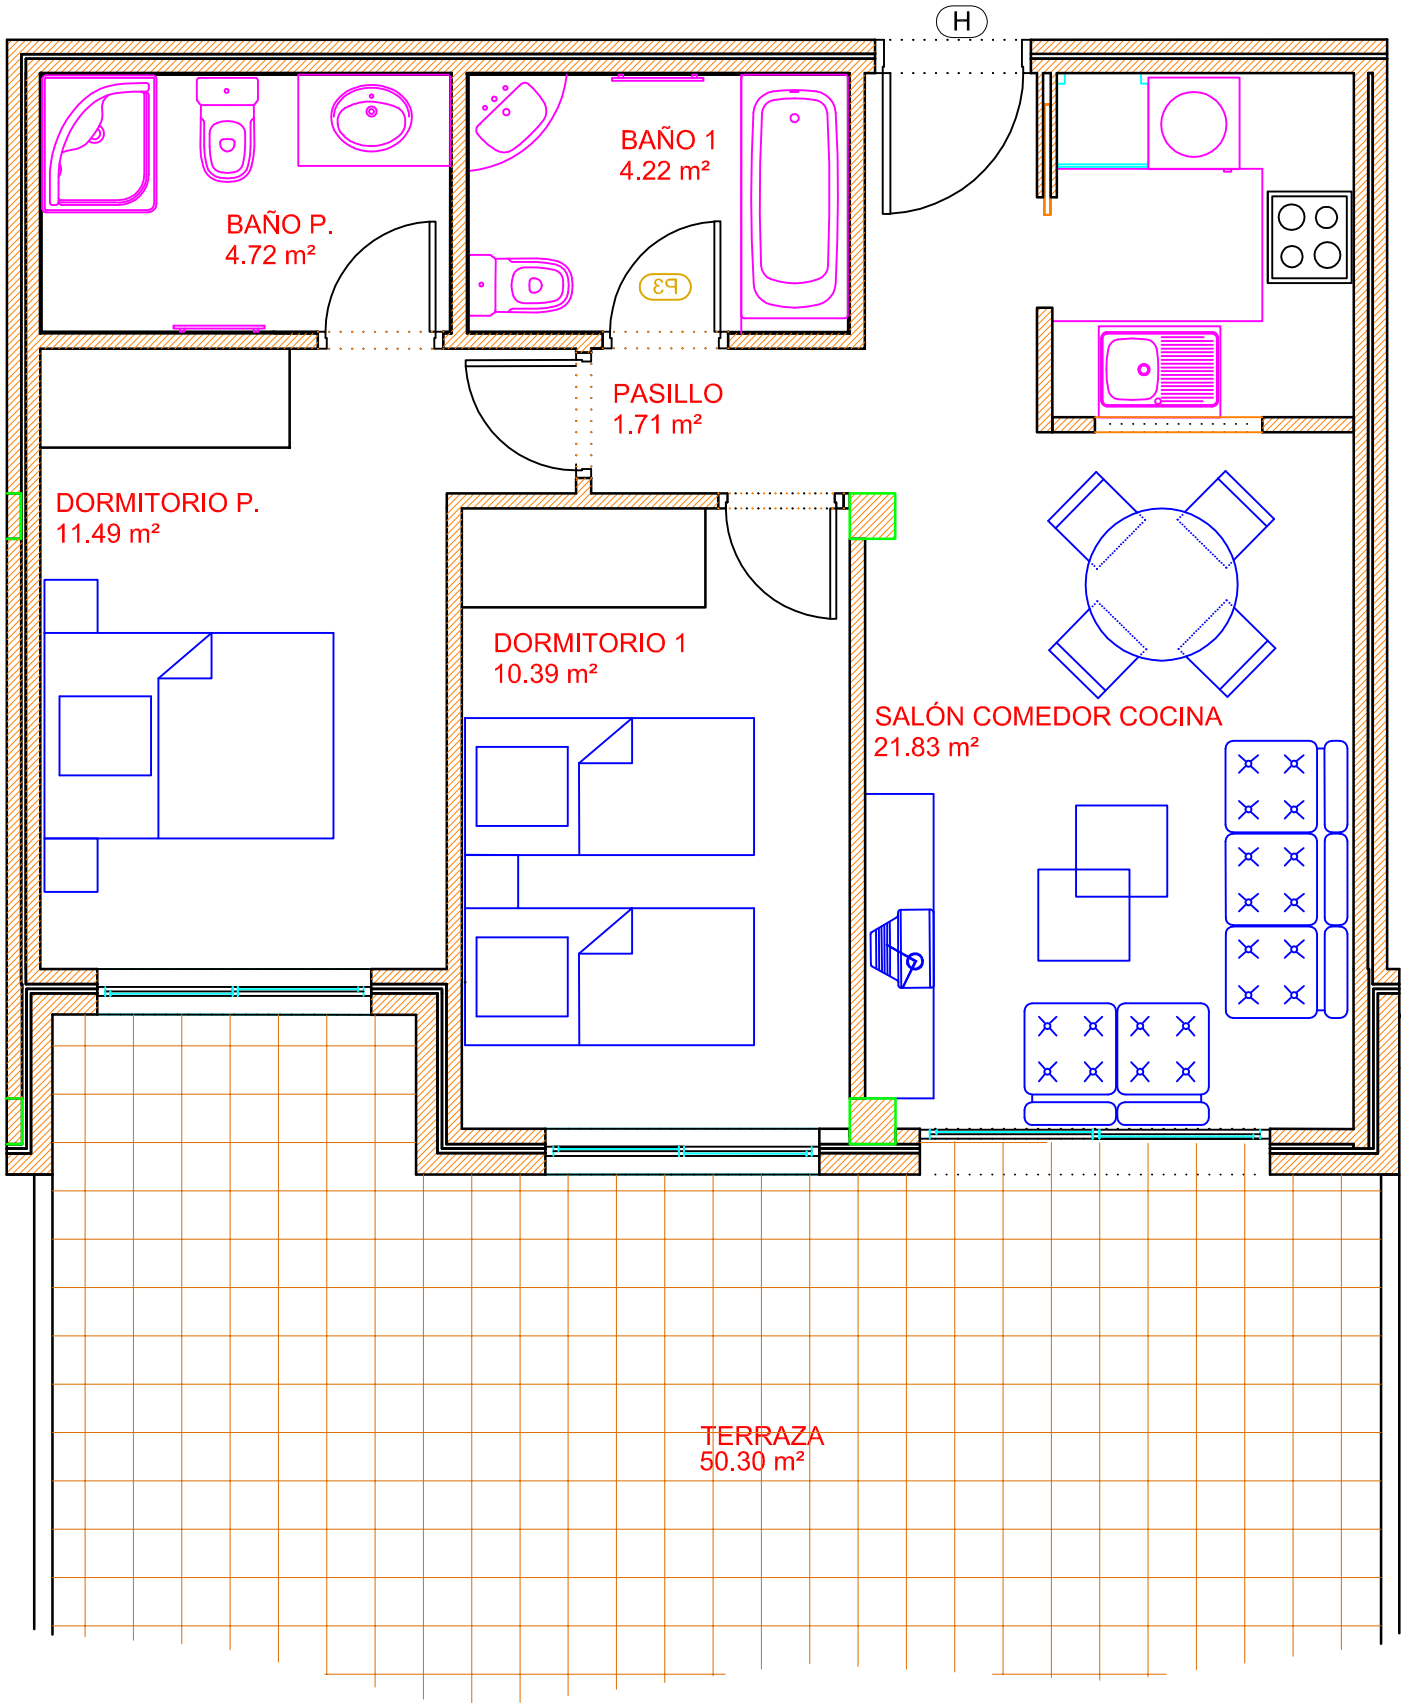 H
BAÑO 1
4.22 m²
BAÑO P.
4.72 m²
P3
PASILLO
1.71 m²
DORMITORIO P.
11.49 m²
DORMITORIO 1
10.39 m²
SALÓN COMEDOR COCINA
21.83 m²
TERRAZA
50.30 m²